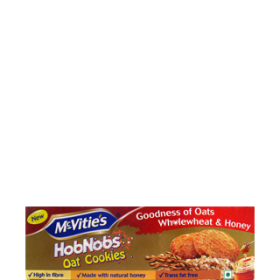 New
McVitie's
HobNobs
Oat Cookies
Goodness of Oats
Wholewheat & Honey
High in fibre
Made with natural honey
Trans fat free